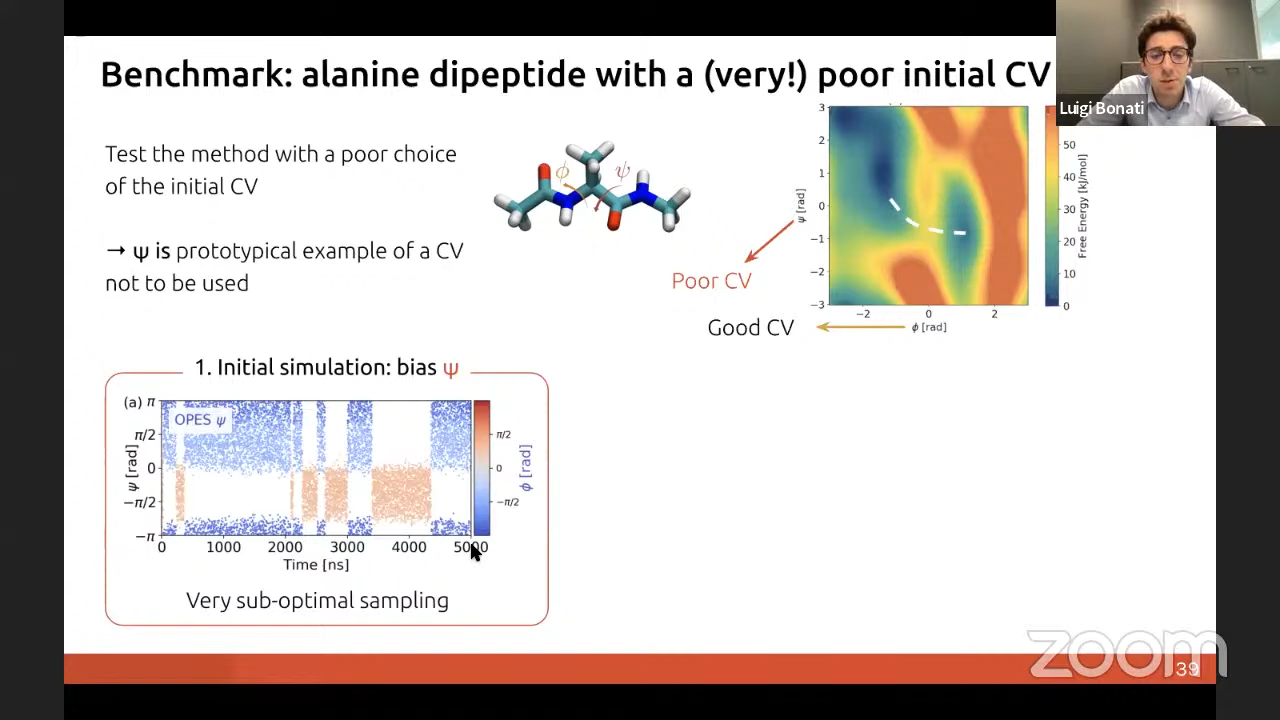 Benchmark: alanine dipeptide with a (very!) poor initial CV
Luigi Bonati
Test the method with a poor choice
of the initial CV
→ ψ is prototypical example of a CV
not to be used
ϕ
ψ
3
2
1
0
−1
−2
−3
ψ [rad]
−2
0
2
ϕ [rad]
50
40
30
20
10
0
Free Energy [kJ/mol]
Poor CV
Good CV
1. Initial simulation: bias ψ
(a)
OPES ψ
π
π/2
0
−π/2
−π
ψ [rad]
0 1000 2000 3000 4000 5000
Time [ns]
π/2
0
−π/2
ϕ [rad]
Very sub-optimal sampling
zoom
39